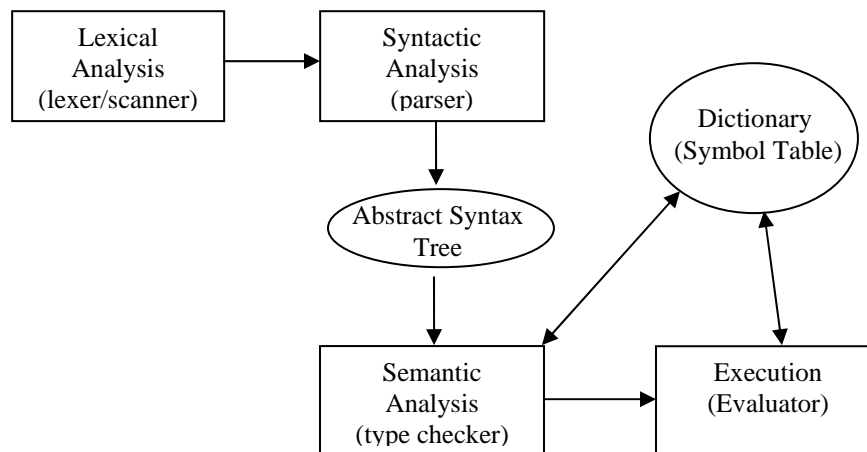 Lexical
Analysis
(lexer/scanner)
Syntactic
Analysis
(parser)
Dictionary
(Symbol Table)
Abstract Syntax
Tree
Semantic
Analysis
(type checker)
Execution
(Evaluator)